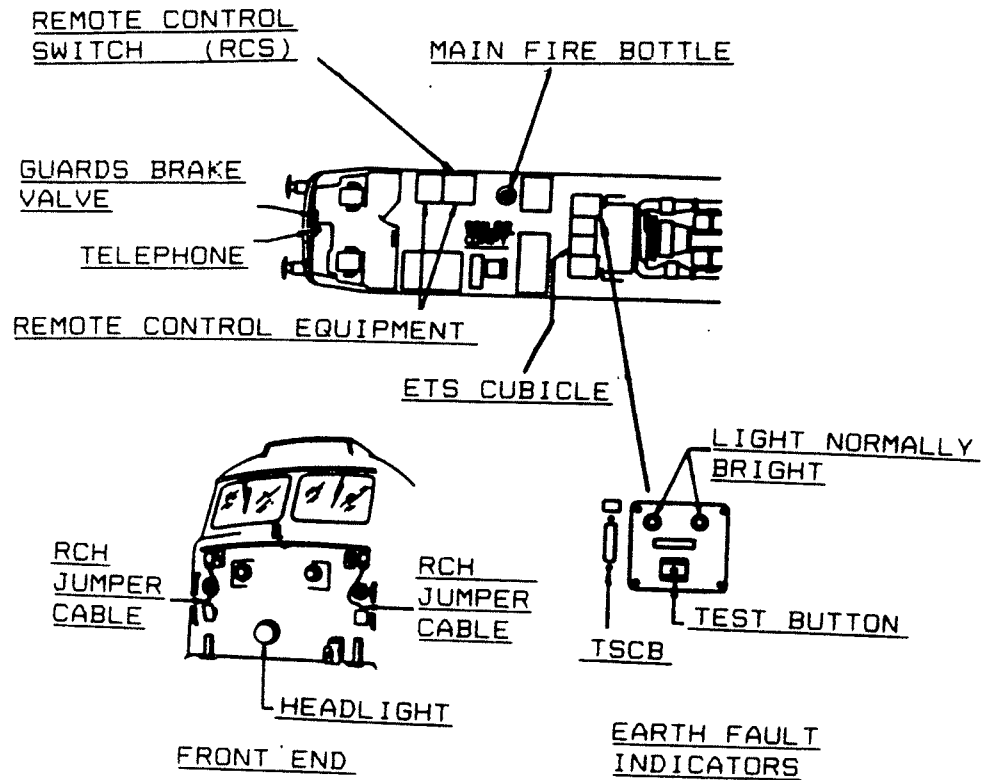 REMOTE CONTROL
SWITCH (RCS)
MAIN FIRE BOTTLE
GUARDS BRAKE
VALVE
TELEPHONE
REMOTE CONTROL EQUIPMENT
ETS CUBICLE
LIGHT NORMALLY
BRIGHT
RCH
JUMPER
CABLE
RCH
JUMPER
CABLE
TEST BUTTON
TSCB
HEADLIGHT
FRONT END
EARTH FAULT
INDICATORS